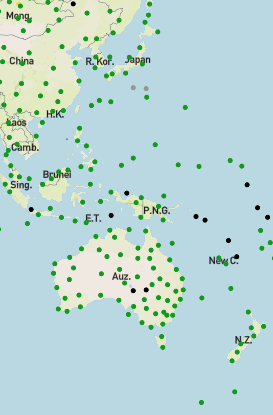 Mong.
China
R.Kor.
Japan
H.K.
Laos
Camb.
Brunei
Sing.
E.T.
P.N.G.
Auz.
New C.
N.Z.